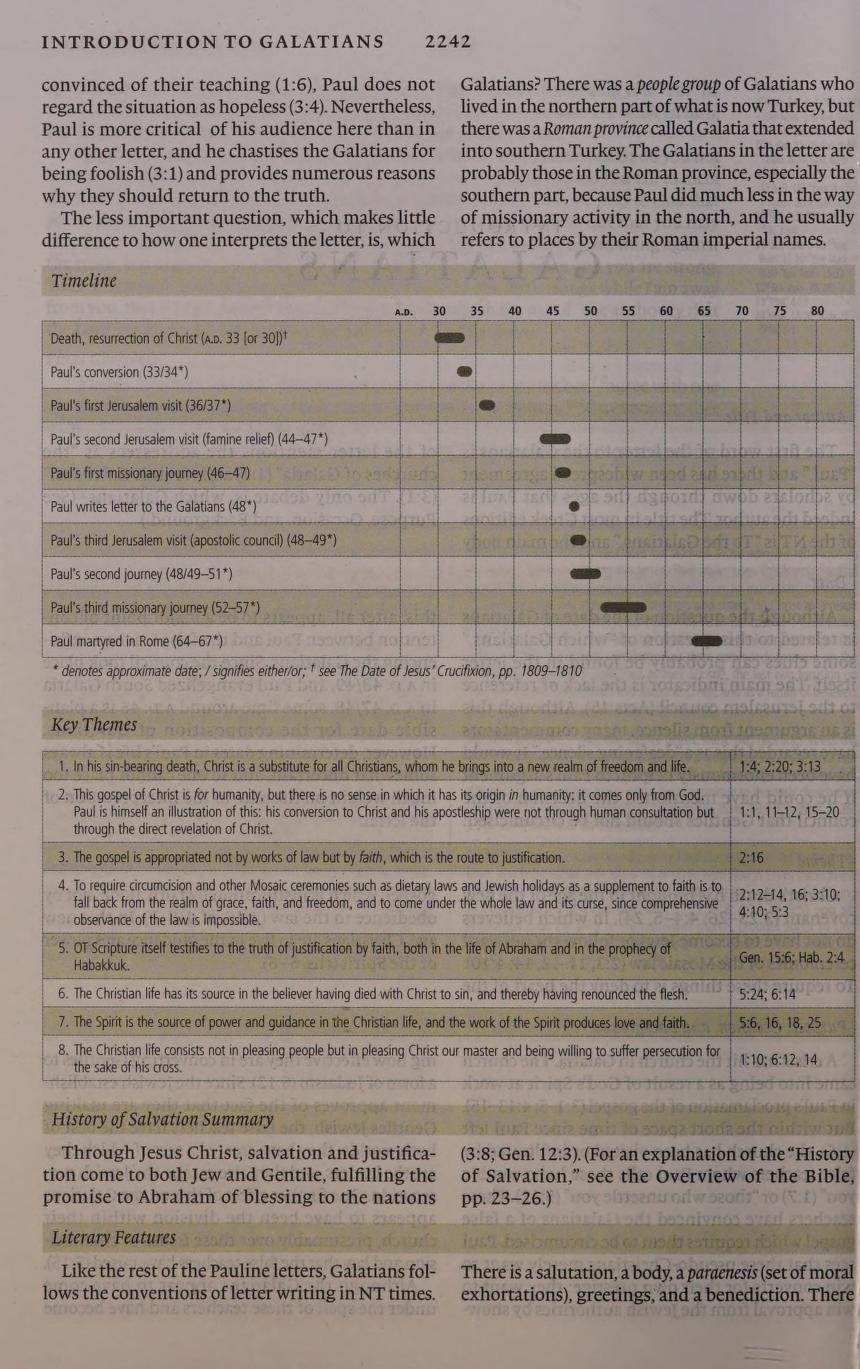 INTRODUCTION TO GALATIANS 2242
convinced of their teaching (1:6), Paul does not
regard the situation as hopeless (3:4). Nevertheless,
Paul is more critical of his audience here than in
any other letter, and he chastises the Galatians for
being foolish (3:1) and provides numerous reasons
why they should return to the truth.
The less important question, which makes little
difference to how one interprets the letter, is, which
Galatians? There was a people group of Galatians who
lived in the northern part of what is now Turkey, but
there was a Roman province called Galatia that extended
into southern Turkey. The Galatians in the letter are
probably those in the Roman province, especially the
southern part, because Paul did much less in the way
of missionary activity in the north, and he usually
refers to places by their Roman imperial names.
Timeline
A.D. 30 35 40 45 50 55 60 65 70 75 80
Death, resurrection of Christ (A.D. 33 [or 30])†
Paul's conversion (33/34*)
Paul's first Jerusalem visit (36/37*)
Paul's second Jerusalem visit (famine relief) (44–47*)
Paul's first missionary journey (46–47)
Paul writes letter to the Galatians (48*)
Paul's third Jerusalem visit (apostolic council) (48–49*)
Paul's second journey (48/49–51*)
Paul's third missionary journey (52–57*)
Paul martyred in Rome (64–67*)
* denotes approximate date; / signifies either/or; † see The Date of Jesus' Crucifixion, pp. 1809–1810
Key Themes
1. In his sin-bearing death, Christ is a substitute for all Christians, whom he brings into a new realm of freedom and life. 1:4; 2:20; 3:13
2. This gospel of Christ is for humanity, but there is no sense in which it has its origin in humanity: it comes only from God.
Paul is himself an illustration of this: his conversion to Christ and his apostleship were not through human consultation but 1:1, 11–12, 15–20
through the direct revelation of Christ.
3. The gospel is appropriated not by works of law but by faith, which is the route to justification. 2:16
4. To require circumcision and other Mosaic ceremonies such as dietary laws and Jewish holidays as a supplement to faith is to
fall back from the realm of grace, faith, and freedom, and to come under the whole law and its curse, since comprehensive 2:12–14, 16; 3:10;
observance of the law is impossible. 4:10; 5:3
5. OT Scripture itself testifies to the truth of justification by faith, both in the life of Abraham and in the prophecy of
Habakkuk. Gen. 15:6; Hab. 2:4
6. The Christian life has its source in the believer having died with Christ to sin, and thereby having renounced the flesh. 5:24; 6:14
7. The Spirit is the source of power and guidance in the Christian life, and the work of the Spirit produces love and faith. 5:6, 16, 18, 25
8. The Christian life consists not in pleasing people but in pleasing Christ our master and being willing to suffer persecution for
the sake of his cross. 1:10; 6:12, 14
History of Salvation Summary
Through Jesus Christ, salvation and justifica-
tion come to both Jew and Gentile, fulfilling the
promise to Abraham of blessing to the nations
(3:8; Gen. 12:3). (For an explanation of the “History
of Salvation,” see the Overview of the Bible,
pp. 23–26.)
Literary Features
Like the rest of the Pauline letters, Galatians fol-
lows the conventions of letter writing in NT times.
There is a salutation, a body, a paraenesis (set of moral
exhortations), greetings, and a benediction. There